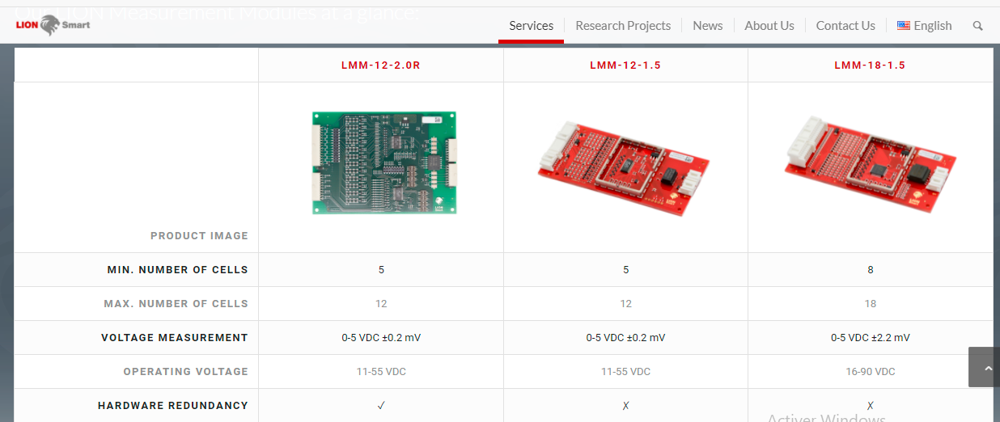 Our LION Measurement Modules at a glance
LION Smart
Services Research Projects News About Us Contact Us English
LMM-12-2.0R LMM-12-1.5 LMM-18-1.5
PRODUCT IMAGE
MIN. NUMBER OF CELLS 5 5 8
MAX. NUMBER OF CELLS 12 12 18
VOLTAGE MEASUREMENT 0-5 VDC ±0.2 mV 0-5 VDC ±0.2 mV 0-5 VDC ±2.2 mV
OPERATING VOLTAGE 11-55 VDC 11-55 VDC 16-90 VDC
HARDWARE REDUNDANCY ✓ ✗ ✗
Activer Windows